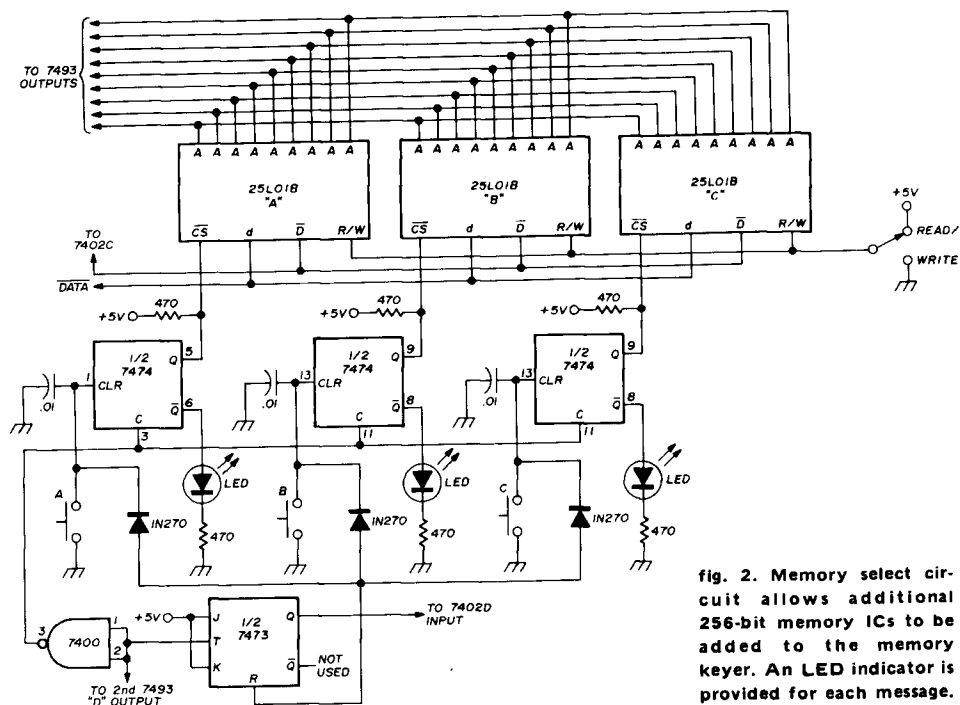 TO 7493
OUTPUTS
A A A A A A A A A
A A A A A A A A A
A A A A A A A A A
25L01B
"A"
25L01B
"B"
25L01B
"C"
CS d D R/W
CS d D R/W
CS d D R/W
+5V
READ/
WRITE
TO
7402C
DATA
+5V 470
+5V 470
+5V 470
1/2
7474
5 Q
1 CLR
.01
6 Q
C
3
1/2
7474
9 Q
13 CLR
.01
8 Q
C
11
1/2
7474
9 Q
13 CLR
.01
8 Q
C
11
LED
LED
LED
A
B
C
1N270
1N270
1N270
470
470
470
3 7400 1
2
+5V
J
T
K
1/2
7473
Q
Q
R
TO 7402D
INPUT
NOT
USED
TO 2nd 7493
"D" OUTPUT
fig. 2. Memory select cir-
cuit allows additional
256-bit memory ICs to be
added to the memory
keyer. An LED indicator is
provided for each message.